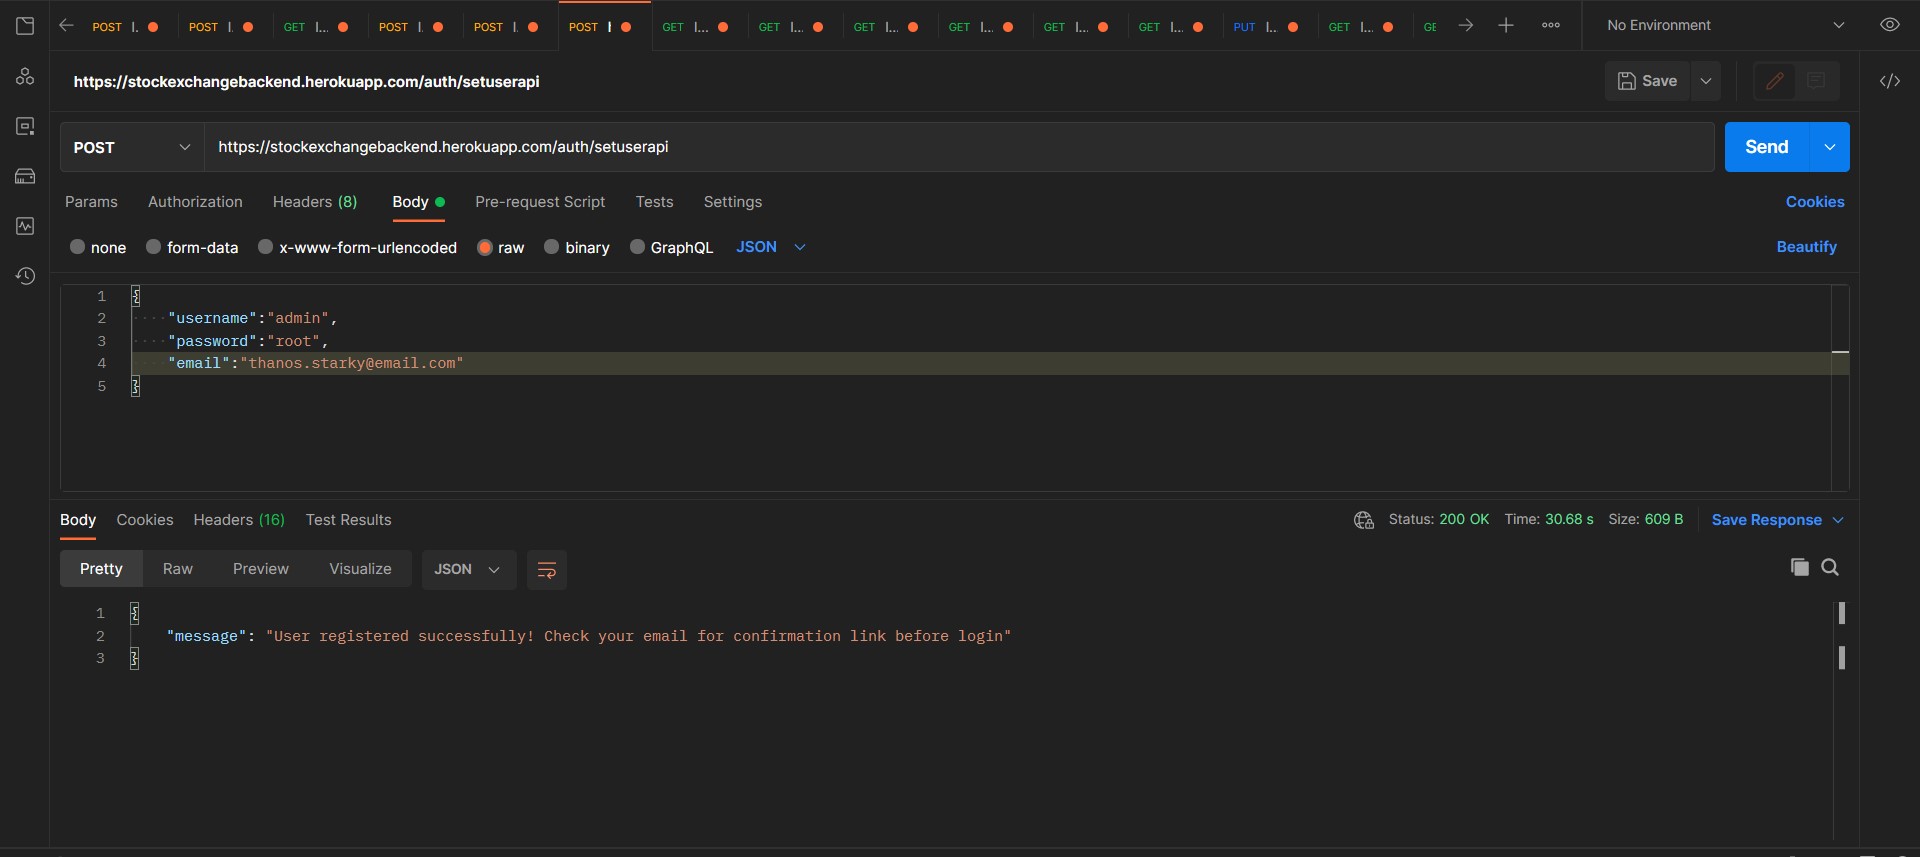 POST l. POST l. GET l... POST l. POST l. POST l GET l... GET l... GET l... GET l... GET l... GET l... PUT l... GET l... GE No Environment
https://stockexchangebackend.herokuapp.com/auth/setuserapi Save
POST https://stockexchangebackend.herokuapp.com/auth/setuserapi Send
Params Authorization Headers (8) Body Pre-request Script Tests Settings Cookies
none form-data x-www-form-urlencoded raw binary GraphQL JSON Beautify
1 {
2 "username":"admin",
3 "password":"root",
4 "email":"thanos.starky@email.com"
5 }
Body Cookies Headers (16) Test Results Status: 200 OK Time: 30.68 s Size: 609 B Save Response
Pretty Raw Preview Visualize JSON
1 {
2 "message": "User registered successfully! Check your email for confirmation link before login"
3 }